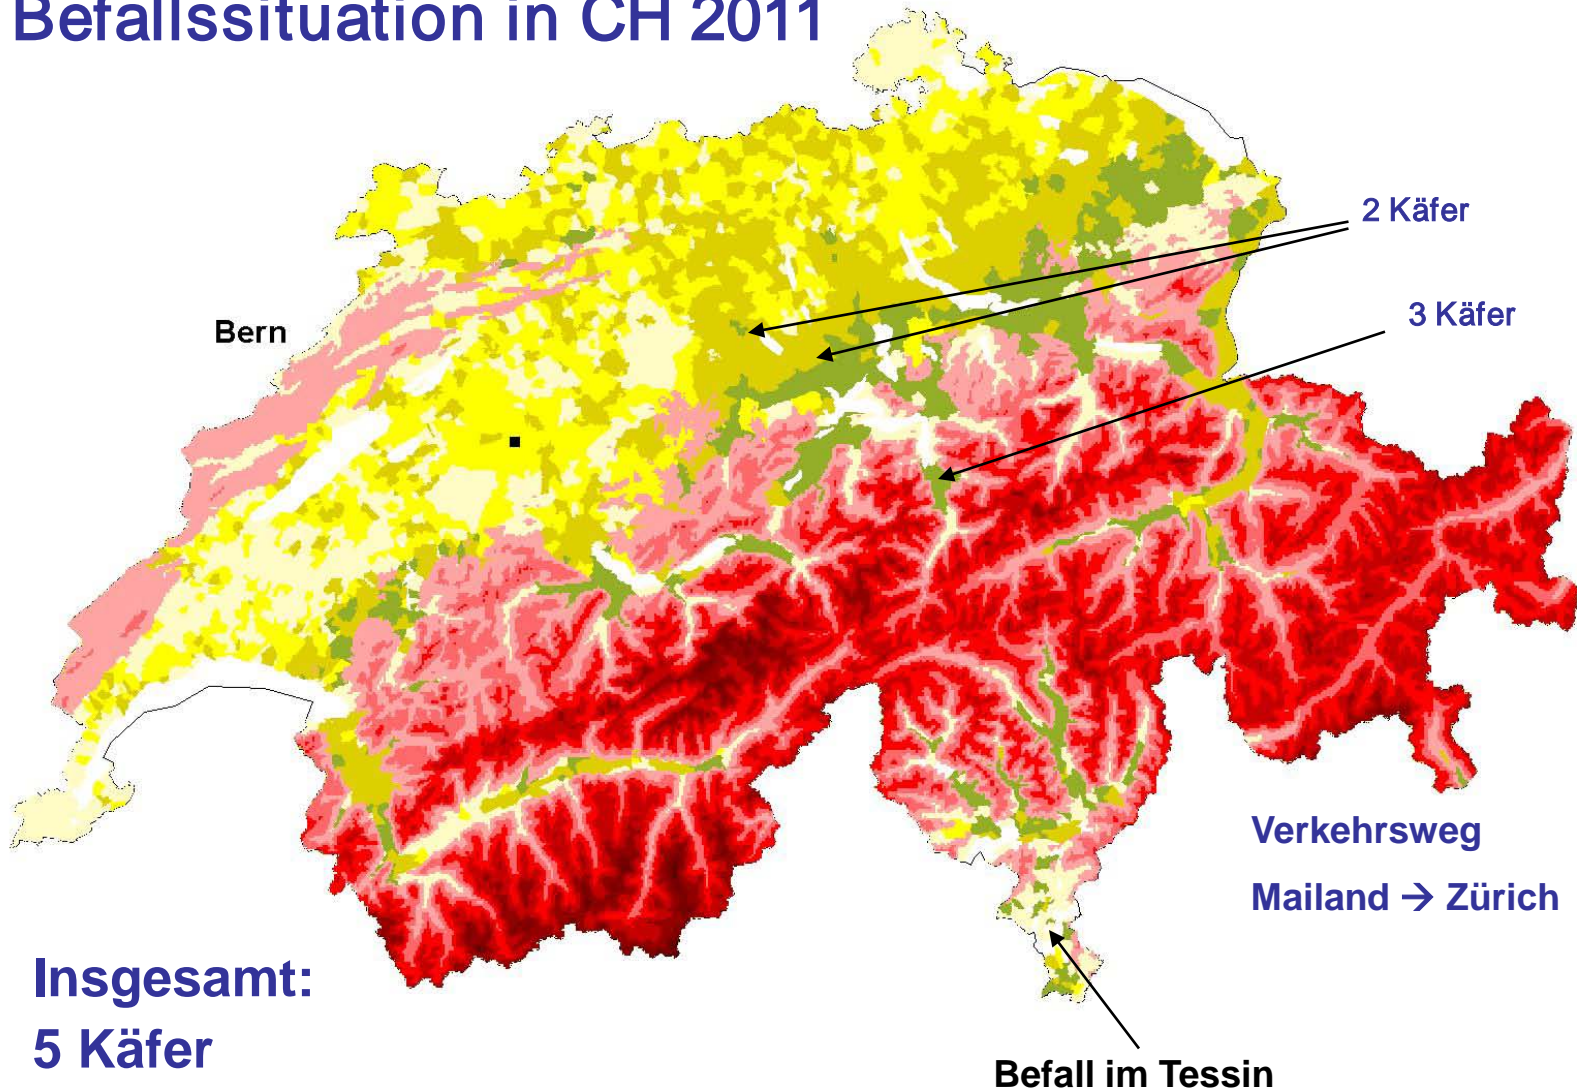 Befallssituation in CH 2011
2 Käfer
3 Käfer
Bern
Verkehrsweg
Mailand → Zürich
Insgesamt:
5 Käfer
Befall im Tessin